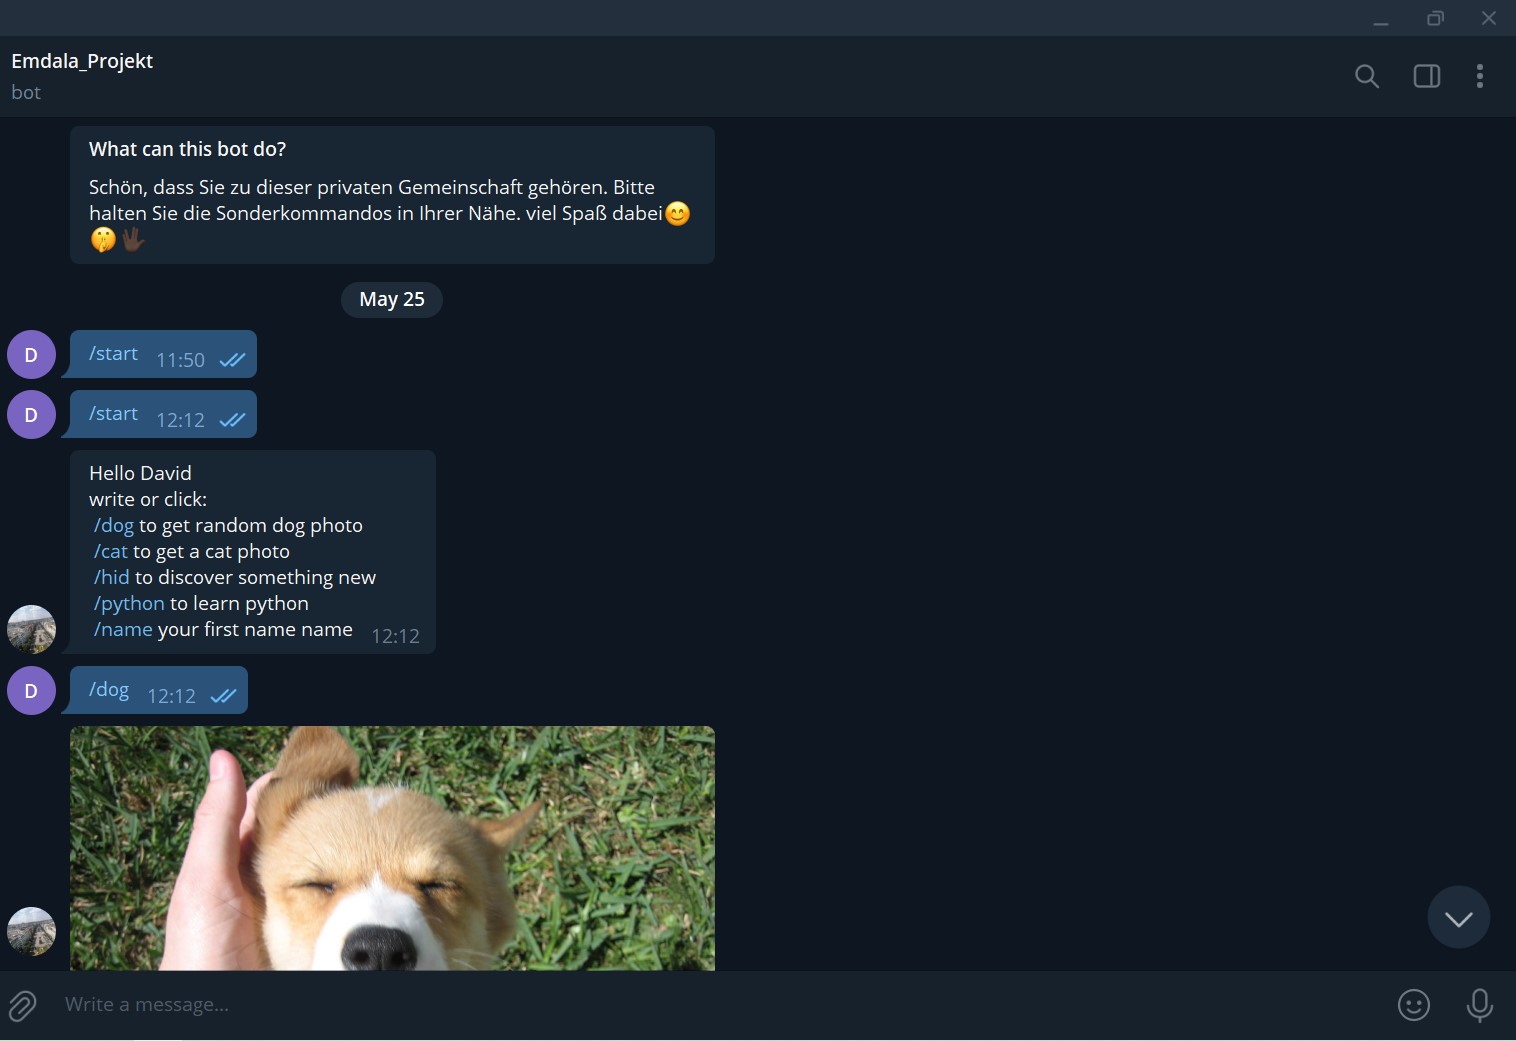 Emdala_Projekt
bot
What can this bot do?
Schön, dass Sie zu dieser privaten Gemeinschaft gehören. Bitte
halten Sie die Sonderkommandos in Ihrer Nähe. viel Spaß dabei😊
🤫🖖🏿
May 25
D
/start 11:50
D
/start 12:12
Hello David
write or click:
/dog to get random dog photo
/cat to get a cat photo
/hid to discover something new
/python to learn python
/name your first name name 12:12
D
/dog 12:12
Write a message...